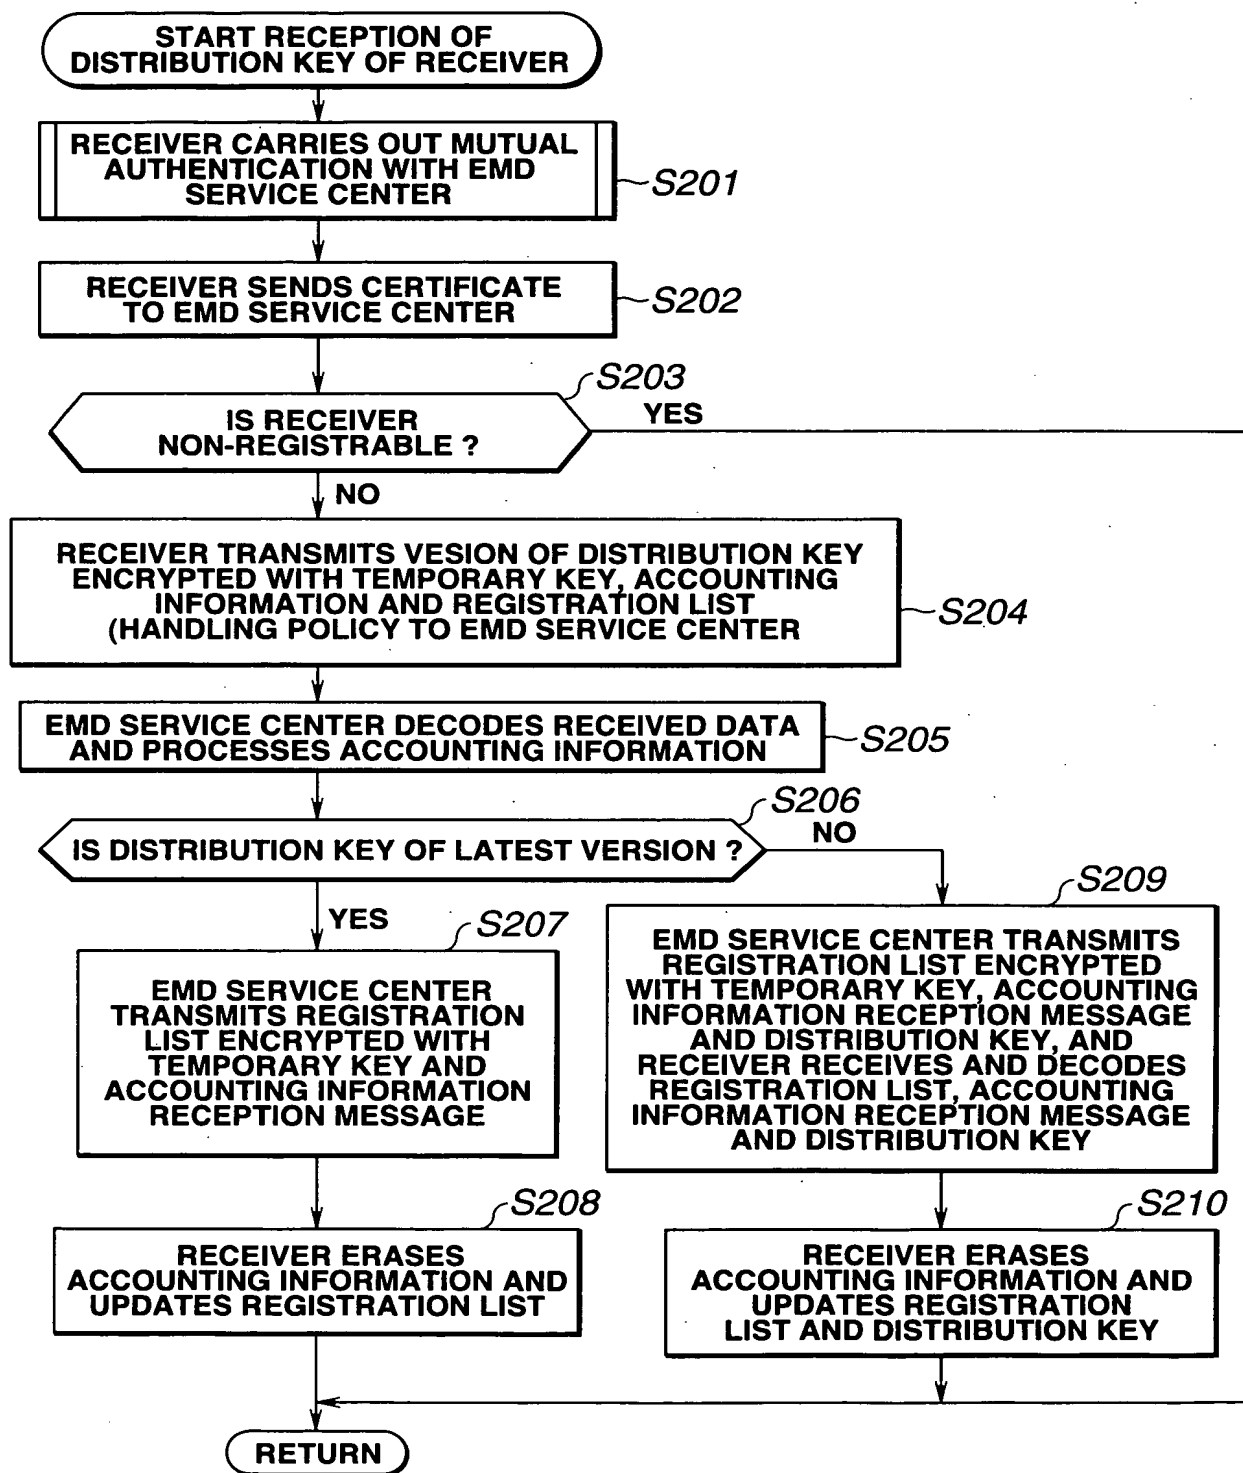 START RECEPTION OF
DISTRIBUTION KEY OF RECEIVER
RECEIVER CARRIES OUT MUTUAL
AUTHENTICATION WITH EMD
SERVICE CENTER
S201
RECEIVER SENDS CERTIFICATE
TO EMD SERVICE CENTER
S202
S203
IS RECEIVER
NON-REGISTRABLE ?
YES
NO
RECEIVER TRANSMITS VESION OF DISTRIBUTION KEY
ENCRYPTED WITH TEMPORARY KEY, ACCOUNTING
INFORMATION AND REGISTRATION LIST
(HANDLING POLICY TO EMD SERVICE CENTER
S204
EMD SERVICE CENTER DECODES RECEIVED DATA
AND PROCESSES ACCOUNTING INFORMATION
S205
S206
IS DISTRIBUTION KEY OF LATEST VERSION ?
NO
YES
S207
EMD SERVICE CENTER
TRANSMITS REGISTRATION
LIST ENCRYPTED WITH
TEMPORARY KEY AND
ACCOUNTING INFORMATION
RECEPTION MESSAGE
S209
EMD SERVICE CENTER TRANSMITS
REGISTRATION LIST ENCRYPTED
WITH TEMPORARY KEY, ACCOUNTING
INFORMATION RECEPTION MESSAGE
AND DISTRIBUTION KEY, AND
RECEIVER RECEIVES AND DECODES
REGISTRATION LIST, ACCOUNTING
INFORMATION RECEPTION MESSAGE
AND DISTRIBUTION KEY
S208
RECEIVER ERASES
ACCOUNTING INFORMATION AND
UPDATES REGISTRATION LIST
S210
RECEIVER ERASES
ACCOUNTING INFORMATION AND
UPDATES REGISTRATION
LIST AND DISTRIBUTION KEY
RETURN